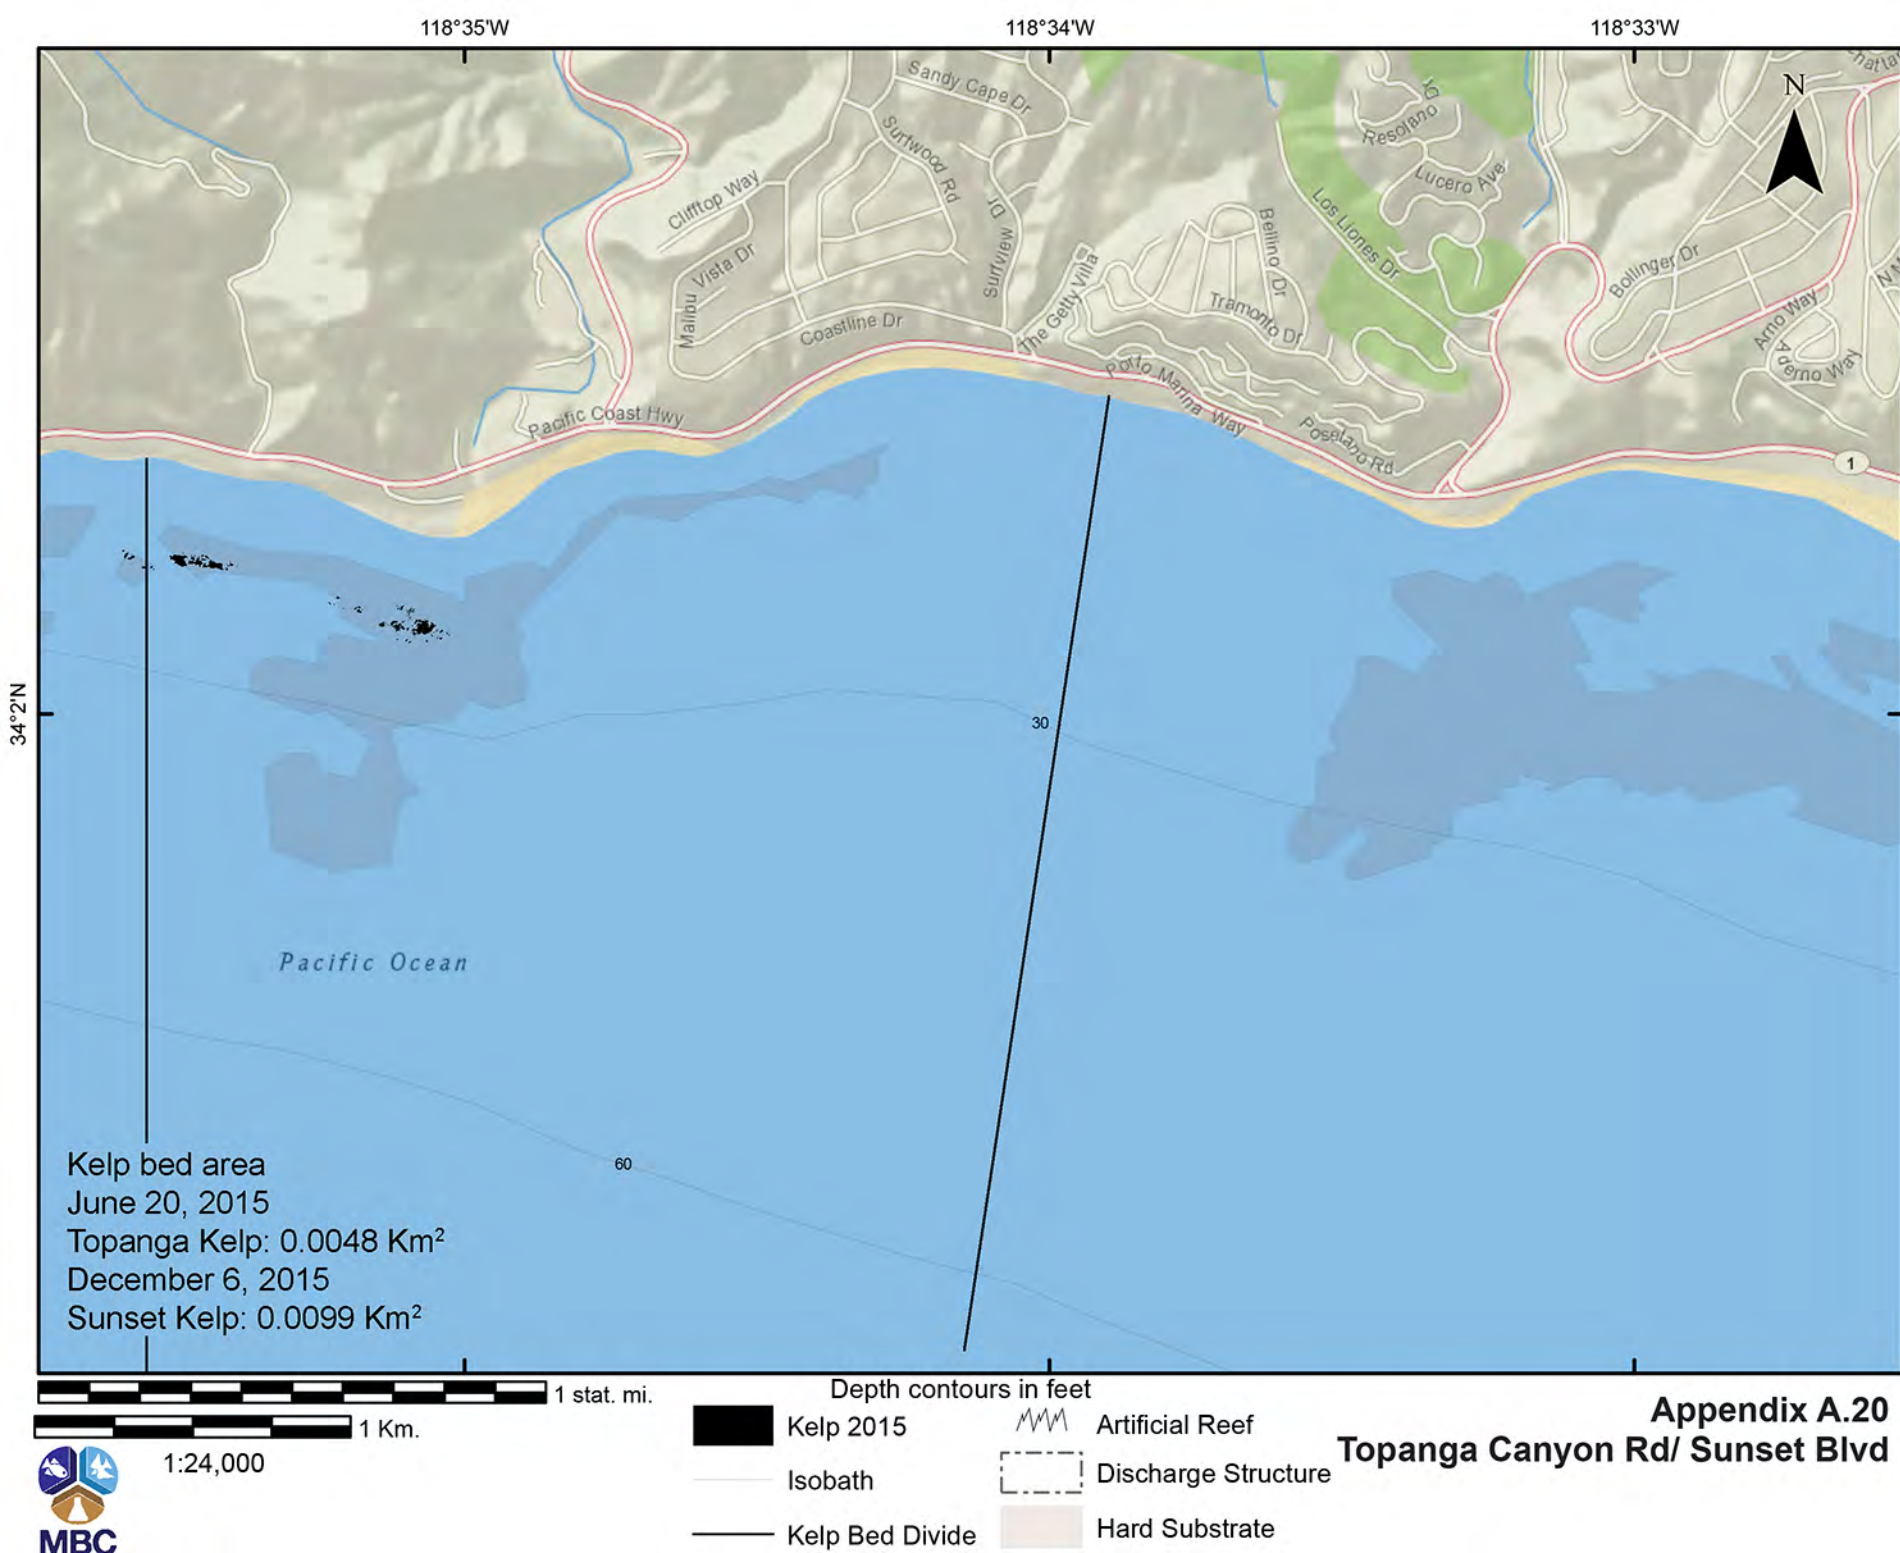 118°35'W
118°34'W
118°33'W
N
Sandy Cape Dr
Surfwood Rd
Clifftop Way
Surfview Dr
Malibu Vista Dr
Coastline Dr
The Getty Villa
Bellino Dr
Tramonto Dr
Los Liones Dr
Resolano Dr
Lucero Ave
Bollinger Dr
Arno Way
Porto Marina Way
Posetano Rd
Pacific Coast Hwy
1
34°2'N
30
Pacific Ocean
60
Kelp bed area
June 20, 2015
Topanga Kelp: 0.0048 Km²
December 6, 2015
Sunset Kelp: 0.0099 Km²
1 stat. mi.
1 Km.
1:24,000
MBC
Depth contours in feet
Kelp 2015
Isobath
Kelp Bed Divide
Artificial Reef
Discharge Structure
Hard Substrate
Appendix A.20
Topanga Canyon Rd/ Sunset Blvd